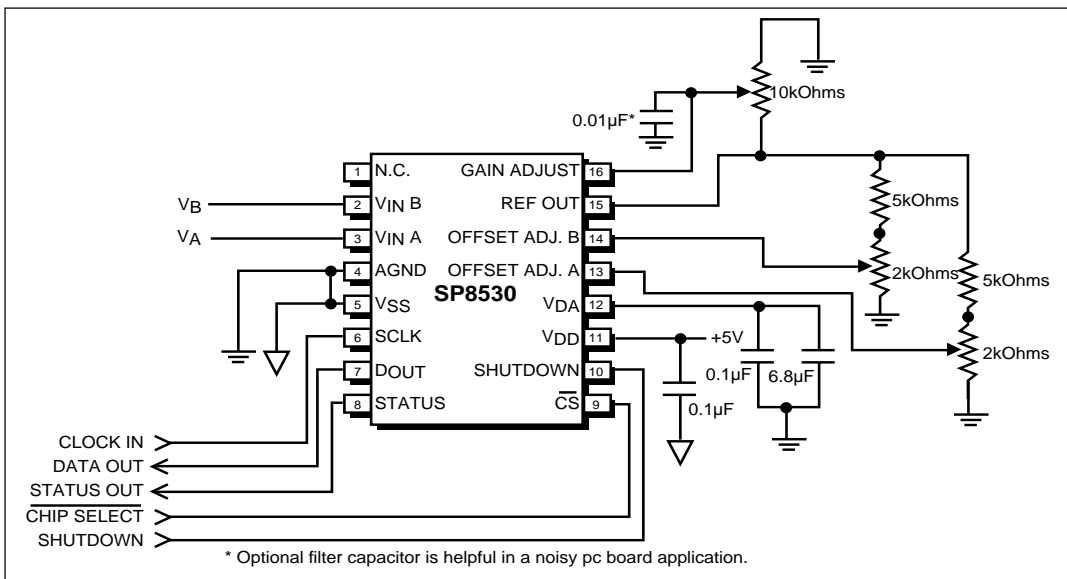 10kOhms
0.01µF*
1 N.C. GAIN ADJUST 16
5kOhms
VB 2 VIN B REF OUT 15
VA 3 VIN A OFFSET ADJ. B 14
2kOhms
5kOhms
4 AGND OFFSET ADJ. A 13
SP8530
5 VSS VDA 12
6 SCLK VDD 11 +5V
2kOhms
7 DOUT SHUTDOWN 10
0.1µF 6.8µF
8 STATUS CS 9
0.1µF
CLOCK IN
DATA OUT
STATUS OUT
CHIP SELECT
SHUTDOWN
* Optional filter capacitor is helpful in a noisy pc board application.